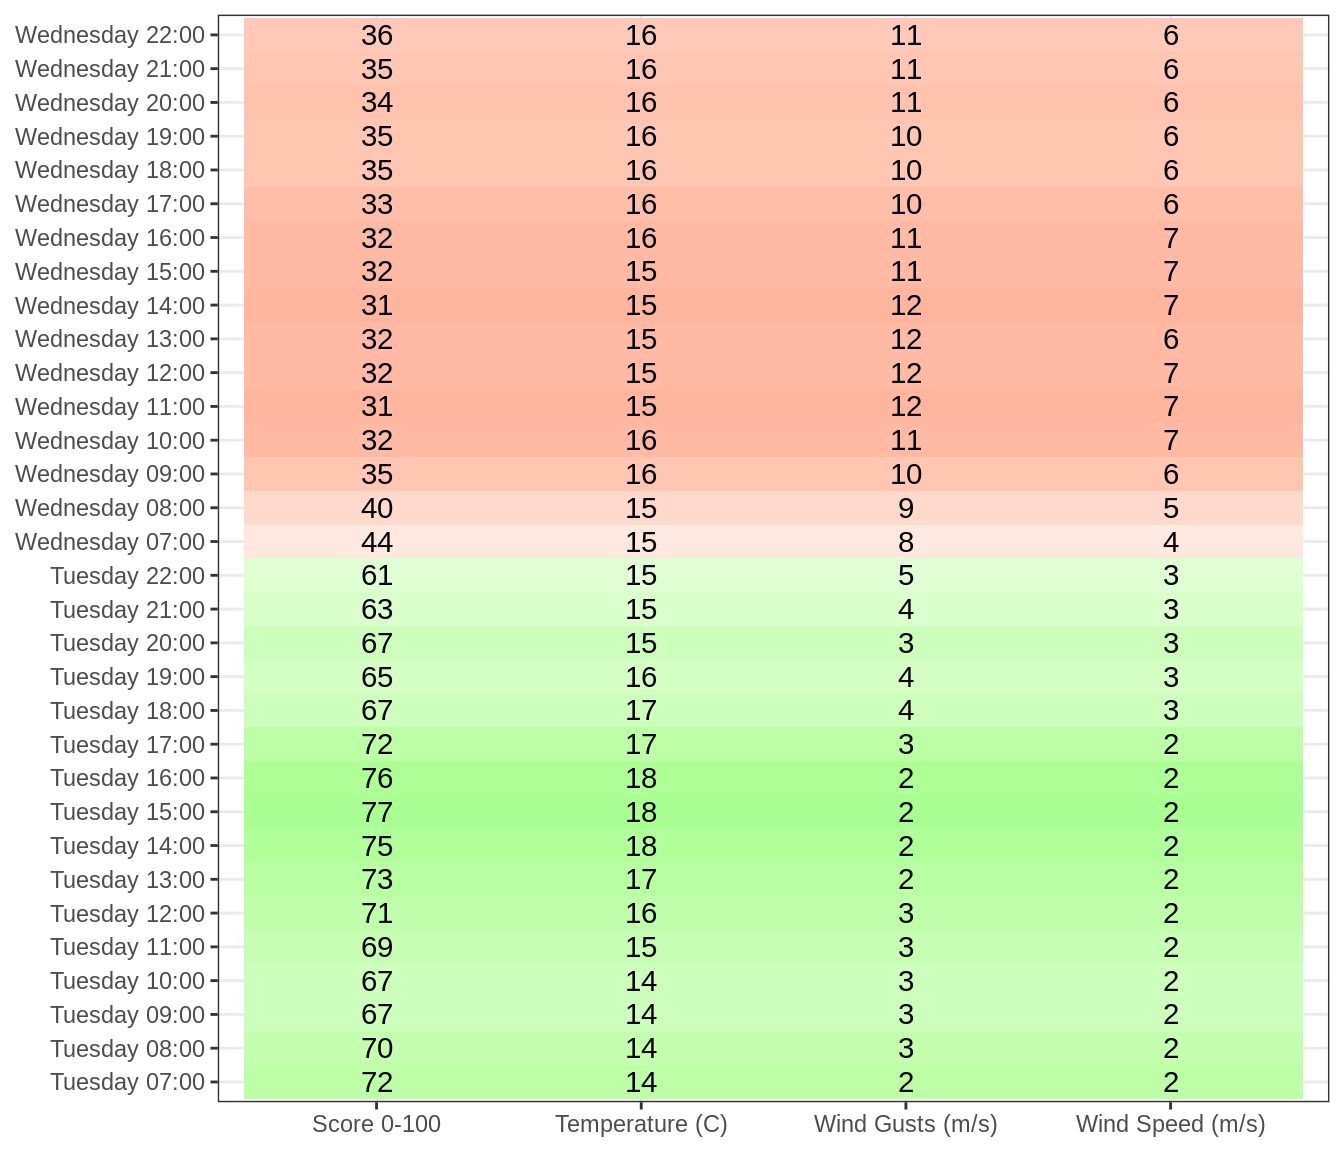 Wednesday 22:00 36 16 11 6
Wednesday 21:00 35 16 11 6
Wednesday 20:00 34 16 11 6
Wednesday 19:00 35 16 10 6
Wednesday 18:00 35 16 10 6
Wednesday 17:00 33 16 10 6
Wednesday 16:00 32 16 11 7
Wednesday 15:00 32 15 11 7
Wednesday 14:00 31 15 12 7
Wednesday 13:00 32 15 12 6
Wednesday 12:00 32 15 12 7
Wednesday 11:00 31 15 12 7
Wednesday 10:00 32 16 11 7
Wednesday 09:00 35 16 10 6
Wednesday 08:00 40 15 9 5
Wednesday 07:00 44 15 8 4
Tuesday 22:00 61 15 5 3
Tuesday 21:00 63 15 4 3
Tuesday 20:00 67 15 3 3
Tuesday 19:00 65 16 4 3
Tuesday 18:00 67 17 4 3
Tuesday 17:00 72 17 3 2
Tuesday 16:00 76 18 2 2
Tuesday 15:00 77 18 2 2
Tuesday 14:00 75 18 2 2
Tuesday 13:00 73 17 2 2
Tuesday 12:00 71 16 3 2
Tuesday 11:00 69 15 3 2
Tuesday 10:00 67 14 3 2
Tuesday 09:00 67 14 3 2
Tuesday 08:00 70 14 3 2
Tuesday 07:00 72 14 2 2
Score 0-100 Temperature (C) Wind Gusts (m/s) Wind Speed (m/s)